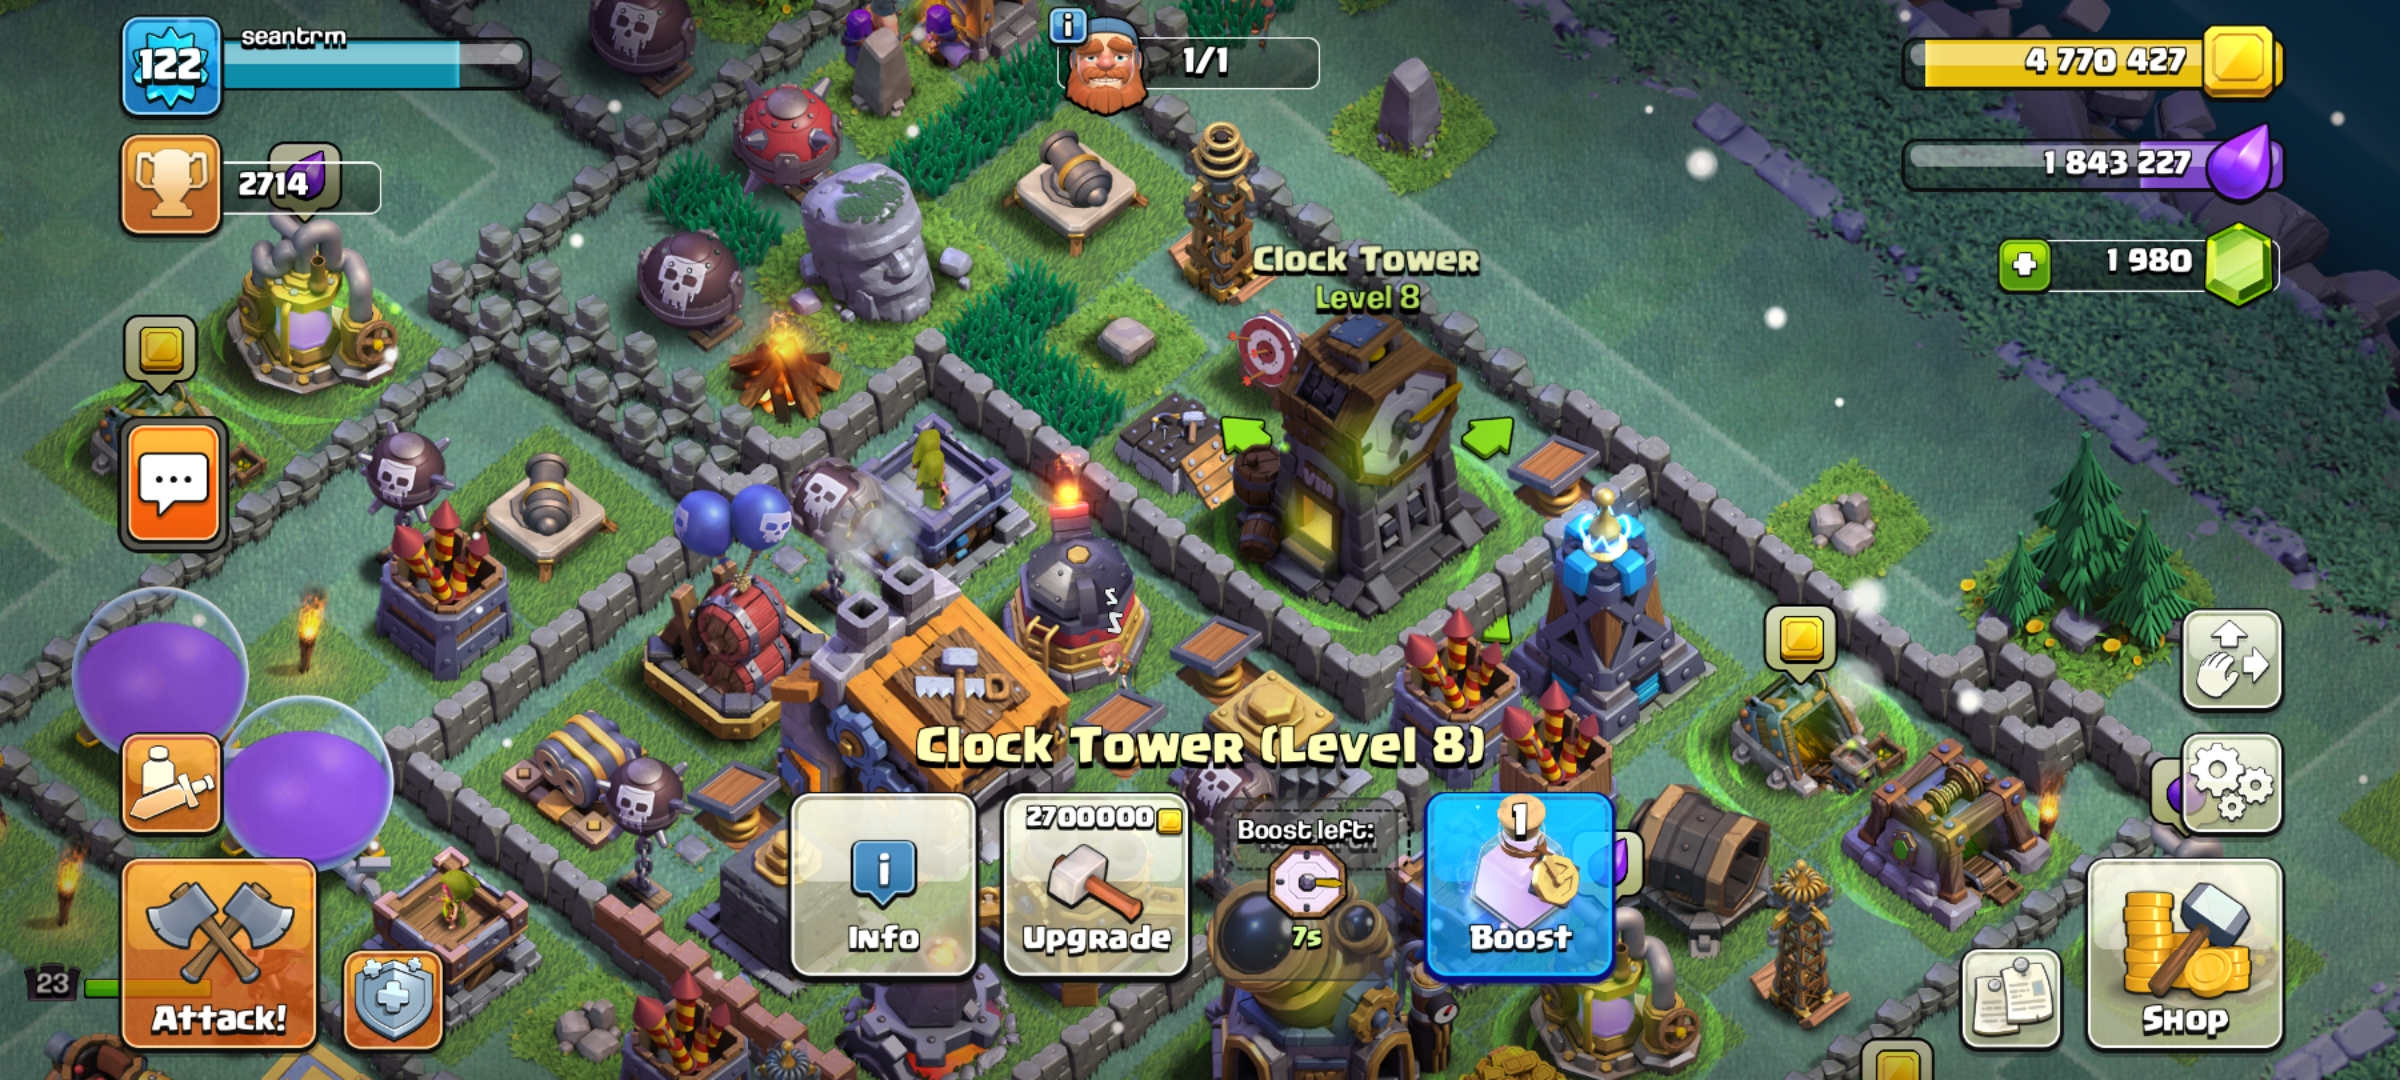 122
seantrm
1/1
4 770 427
2714
1 843 227
1 980
Clock Tower
Level 8
VIII
Clock Tower (Level 8)
Info
2700000
Upgrade
Boost left:
7s
1
Boost
23
Attack!
Shop